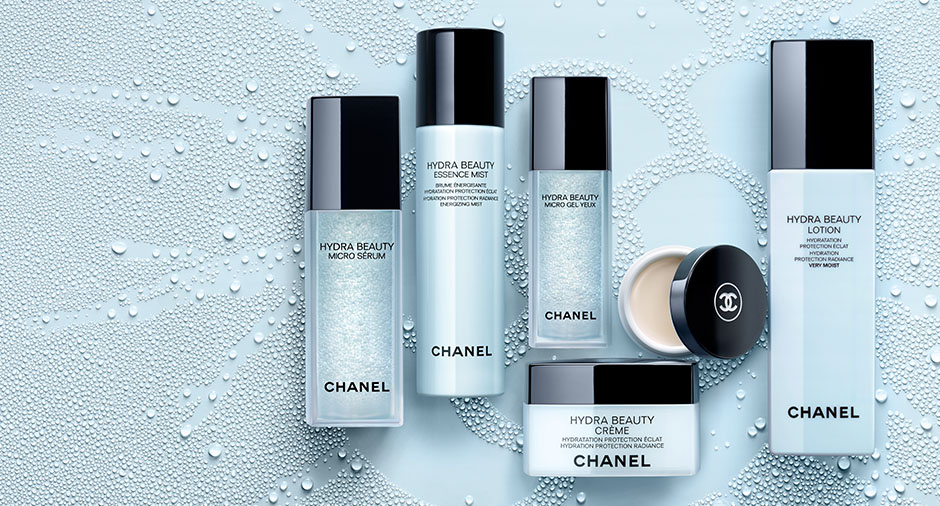 HYDRA BEAUTY
MICRO SÉRUM
CHANEL
HYDRA BEAUTY
ESSENCE MIST
BRUME ÉNERGISANTE
HYDRATATION PROTECTION ÉCLAT
HYDRATION PROTECTION RADIANCE
ENERGIZING MIST
CHANEL
HYDRA BEAUTY
MICRO GEL YEUX
CHANEL
HYDRA BEAUTY
CRÈME
HYDRATATION PROTECTION ÉCLAT
HYDRATION PROTECTION RADIANCE
CHANEL
HYDRA BEAUTY
LOTION
HYDRATATION
PROTECTION ÉCLAT
HYDRATION
PROTECTION RADIANCE
VERY MOIST
CHANEL